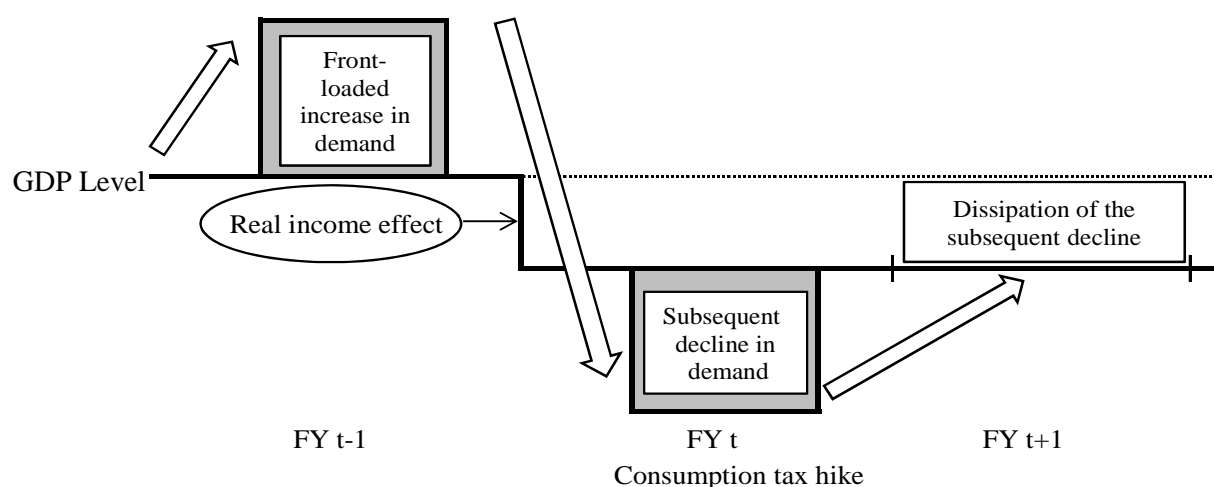 Front-
loaded
increase in
demand
GDP Level
Real income effect
Dissipation of the
subsequent decline
Subsequent
decline in
demand
FY t-1
FY t
FY t+1
Consumption tax hike